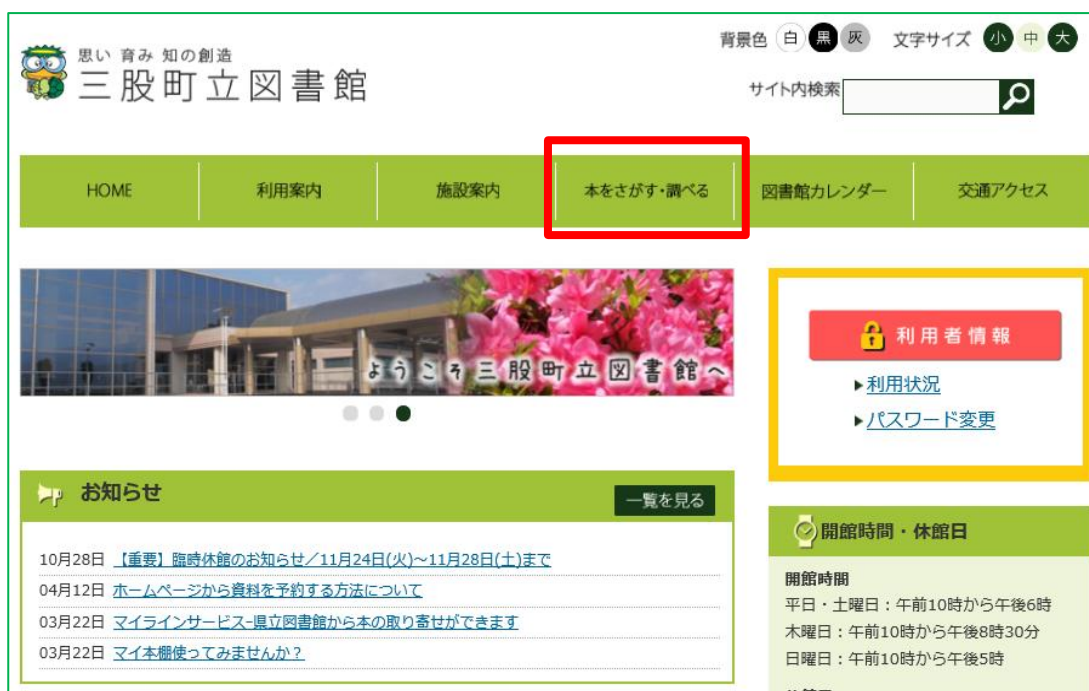 背景色 白 黒 灰 文字サイズ 小 中 大
思い 育み 知の創造
三股町立図書館
サイト内検索
HOME 利用案内 施設案内 本をさがす・調べる 図書館カレンダー 交通アクセス
ようこそ三股町立図書館へ
利用者情報
利用状況
パスワード変更
お知らせ
一覧を見る
10月28日 【重要】臨時休館のお知らせ／11月24日(火)～11月28日(土)まで
04月12日 ホームページから資料を予約する方法について
03月22日 マイラインサービス-県立図書館から本の取り寄せができます
03月22日 マイ本棚使ってみませんか？
開館時間・休館日
開館時間
平日・土曜日：午前10時から午後6時
木曜日：午前10時から午後8時30分
日曜日：午前10時から午後5時